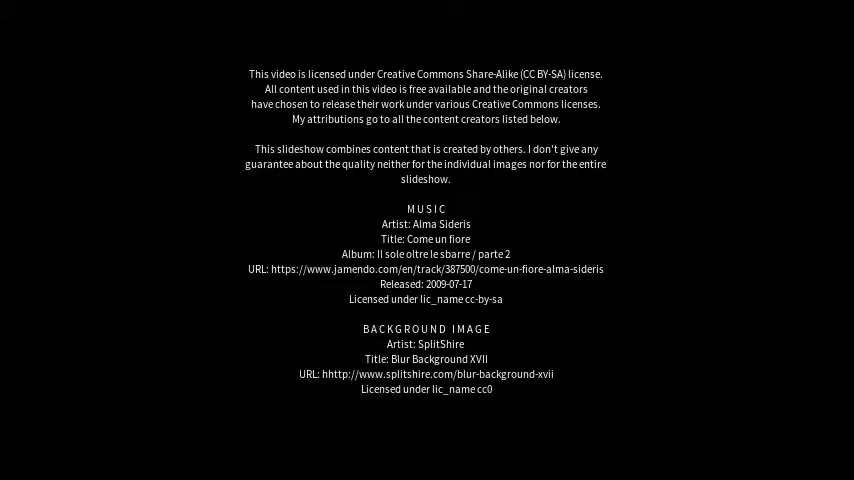 This video is licensed under Creative Commons Share-Alike (CC BY-SA) license.
All content used in this video is free available and the original creators
have chosen to release their work under various Creative Commons licenses.
My attributions go to all the content creators listed below.
This slideshow combines content that is created by others. I don't give any
guarantee about the quality neither for the individual images nor for the entire
slideshow.
MUSIC
Artist: Alma Sideris
Title: Come un fiore
Album: Il sole oltre le sbarre / parte 2
URL: https://www.jamendo.com/en/track/387500/come-un-fiore-alma-sideris
Released: 2009-07-17
Licensed under lic_name cc-by-sa
BACKGROUND IMAGE
Artist: SplitShire
Title: Blur Background XVII
URL: hhttp://www.splitshire.com/blur-background-xvii
Licensed under lic_name cc0